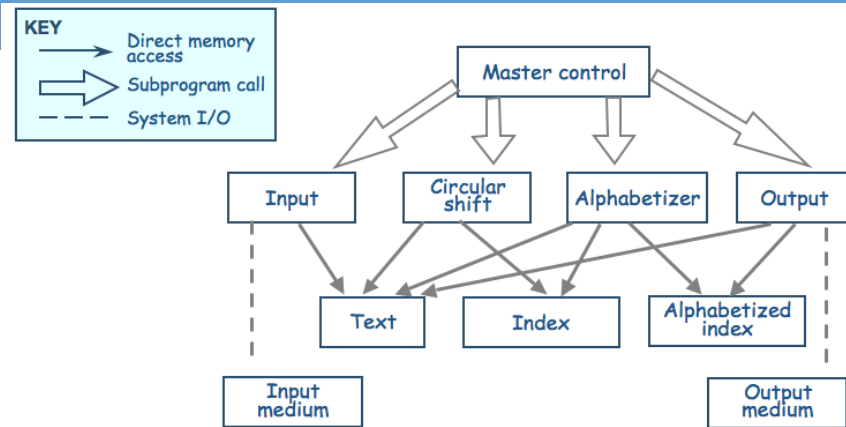 KEY
Direct memory
access
Subprogram call
System I/O
Master control
Input
Circular
shift
Alphabetizer
Output
Text
Index
Alphabetized
index
Input
medium
Output
medium